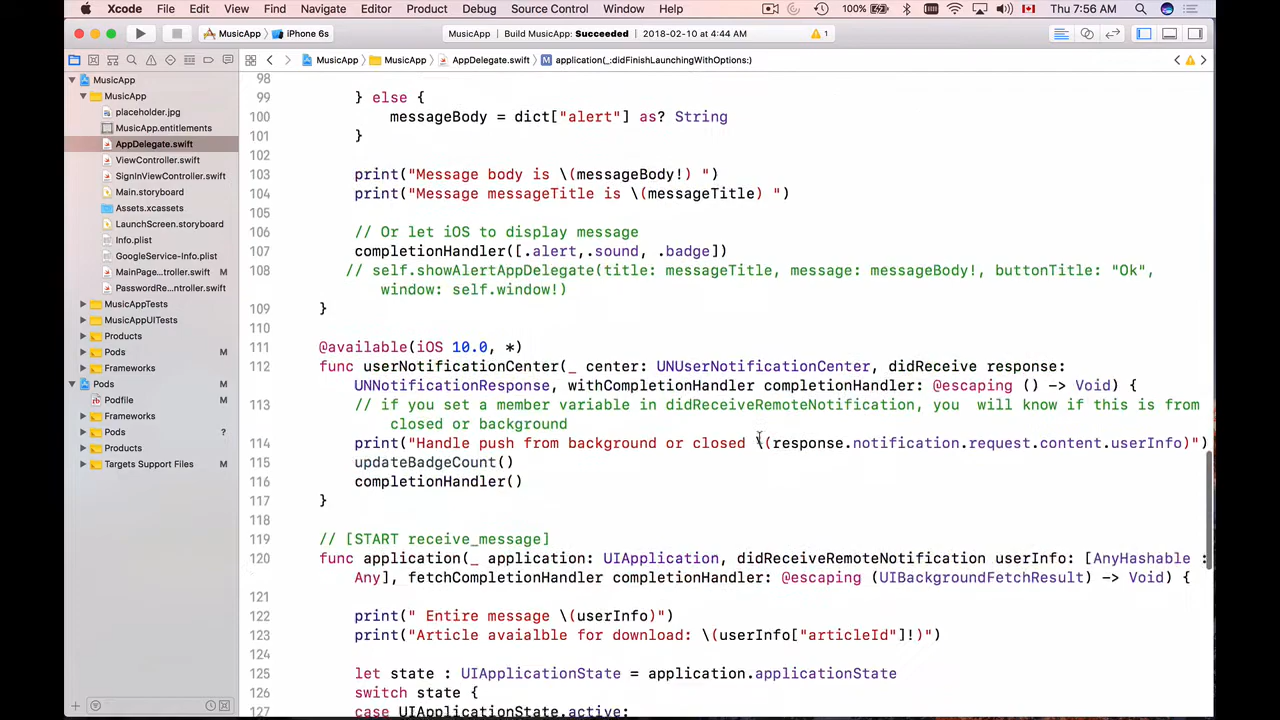 Xcode File Edit View Find Navigate Editor Product Debug Source Control Window Help 100% Thu 7:56 AM
MusicApp iPhone 6s MusicApp Build MusicApp: Succeeded 2018-02-10 at 4:44 AM 1
MusicApp MusicApp AppDelegate.swift M application(_:didFinishLaunchingWithOptions:)
MusicApp
MusicApp
placeholder.jpg
MusicApp.entitlements
AppDelegate.swift
ViewController.swift
SignInViewController.swift
Main.storyboard
Assets.xcassets
LaunchScreen.storyboard
Info.plist
GoogleService-Info.plist
MainPage...troller.swift M
PasswordRe...ntroller.swift
MusicAppTests
MusicAppUITests
Products
Pods M
Frameworks
Pods
Podfile M
Frameworks
Pods ?
Products
Targets Support Files M
98
99 } else {
100 messageBody = dict["alert"] as? String
101 }
102
103 print("Message body is \(messageBody!) ")
104 print("Message messageTitle is \(messageTitle) ")
105
106 // Or let iOS to display message
107 completionHandler([.alert,.sound, .badge])
108 // self.showAlertAppDelegate(title: messageTitle, message: messageBody!, buttonTitle: "Ok",
window: self.window!)
109 }
110
111 @available(iOS 10.0, *)
112 func userNotificationCenter(_ center: UNUserNotificationCenter, didReceive response:
UNNotificationResponse, withCompletionHandler completionHandler: @escaping () -> Void) {
113 // if you set a member variable in didReceiveRemoteNotification, you  will know if this is from
closed or background
114 print("Handle push from background or closed \(response.notification.request.content.userInfo)")
115 updateBadgeCount()
116 completionHandler()
117 }
118
119 // [START receive_message]
120 func application(_ application: UIApplication, didReceiveRemoteNotification userInfo: [AnyHashable :
Any], fetchCompletionHandler completionHandler: @escaping (UIBackgroundFetchResult) -> Void) {
121
122 print(" Entire message \(userInfo)")
123 print("Article avaialble for download: \(userInfo["articleId"]!)")
124
125 let state : UIApplicationState = application.applicationState
126 switch state {
127 case UIApplicationState.active: